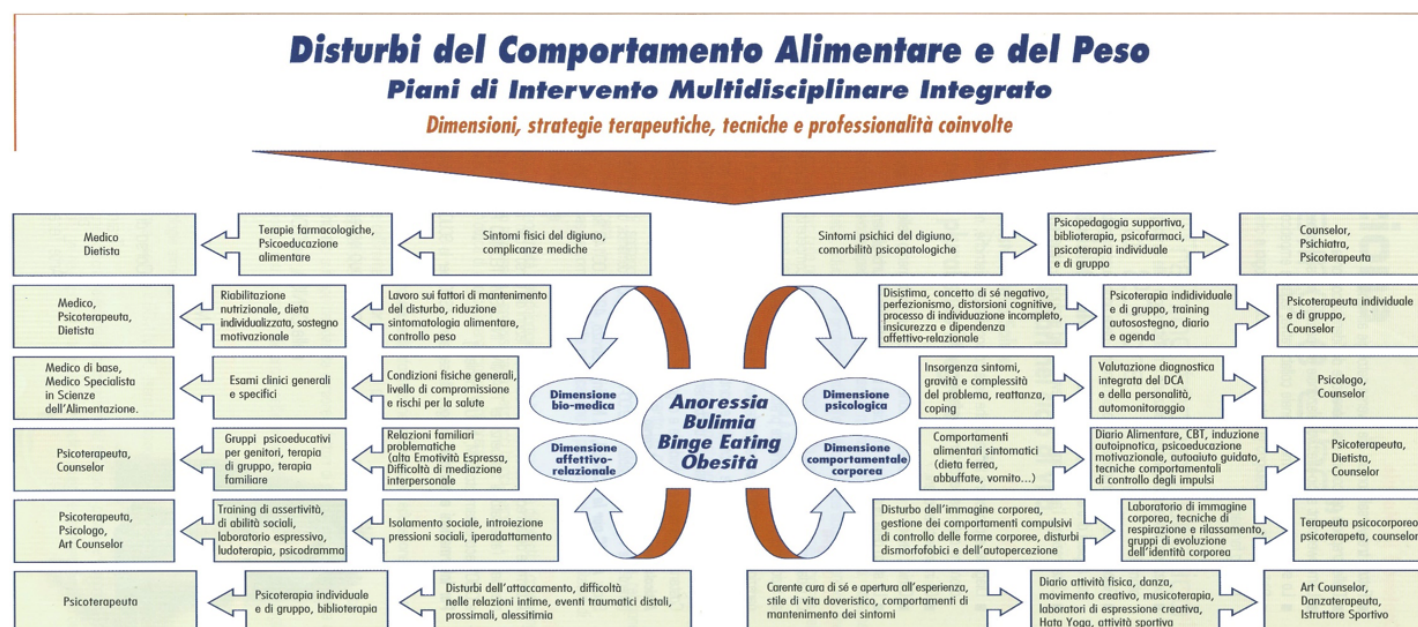 Disturbi del Comportamento Alimentare e del Peso
Piani di Intervento Multidisciplinare Integrato
Dimensioni, strategie terapeutiche, tecniche e professionalità coinvolte
Medico
Dietista
Terapie farmacologiche,
Psicoeducazione
alimentare
Sintomi fisici del digiuno,
complicanze mediche
Sintomi psichici del digiuno,
comorbilità psicopatologiche
Psicopedagogia supportiva,
biblioterapia, psicofarmaci,
psicoterapia individuale
e di gruppo
Counselor,
Psichiatra,
Psicoterapeuta
Medico,
Psicoterapeuta,
Dietista
Riabilitazione
nutrizionale, dieta
individualizzata, sostegno
motivazionale
Lavoro sui fattori di mantenimento
del disturbo, riduzione
sintomatologia alimentare,
controllo peso
Disistima, concetto di sé negativo,
perfezionismo, distorsioni cognitive,
processo di individuazione incompleto,
insicurezza e dipendenza
affettivo-relazionale
Psicoterapia indidividuale
e di gruppo, training
autosostegno, diario
e agenda
Psicoterapeuta individuale
e di gruppo,
Counselor
Medico di base,
Medico Specialista
in Scienze
dell'Alimentazione.
Esami clinici generali
e specifici
Condizioni fisiche generali,
livello di compromissione
e rischi per la salute
Dimensione
bio-medica
Anoressia
Bulimia
Binge Eating
Obesità
Dimensione
psicologica
Insorgenza sintomi,
gravità e complessità
del problema, reattanza,
coping
Valutazione diagnostica
integrata del DCA
e della personalità,
automonitoraggio
Psicologo,
Counselor
Psicoterapeuta,
Counselor
Gruppi psicoeducativi
per genitori, terapia
di gruppo, terapia
familiare
Relazioni familiari
problematiche
(alta Emotività Espressa,
Difficoltà di mediazione
interpersonale
Dimensione
affettivo-
relazionale
Dimensione
comportamentale
corporea
Comportamenti
alimentari sintomatici
(dieta ferrea,
abbuffate, vomito...)
Diario Alimentare, CBT, induzione
autoipnotica, psicoeducazione
motivazionale, autoaiuto guidato,
tecniche comportamentali
di controllo degli impulsi
Psicoterapeuta,
Dietista,
Counselor
Psicoterapeuta,
Psicologo,
Art Counselor
Training di assertività,
di abilità sociali,
laboratorio espressivo,
ludoterapia, psicodramma
Isolamento sociale, introiezione
pressioni sociali, iperadattamento
Disturbo dell'immagine corporea,
gestione dei comportamenti compulsivi
di controllo delle forme corporee, disturbi
dismorfofobici e dell'autopercezione
Laboratorio di immagine
corporea, tecniche di
respirazione e rilassamento,
gruppi di evoluzione
dell'identità corporea
Terapeuta psicocorporeo
psicoterapeta, counselor
Psicoterapeuta
Psicoterapia individuale
e di gruppo, biblioterapia
Disturbi dell'attaccamento, difficoltà
nelle relazioni intime, eventi traumatici distali,
prossimali, alessitimia
Carente cura di sé e apertura all'esperienza,
stile di vita doveristico, comportamenti di
mantenimento dei sintomi
Diario attività fisica, danza,
movimento creativo, musicoterapia,
laboratori di espressione creativa,
Hata Yoga, attività sportiva
Art Counselor,
Danzaterapeuta,
Istruttore Sportivo